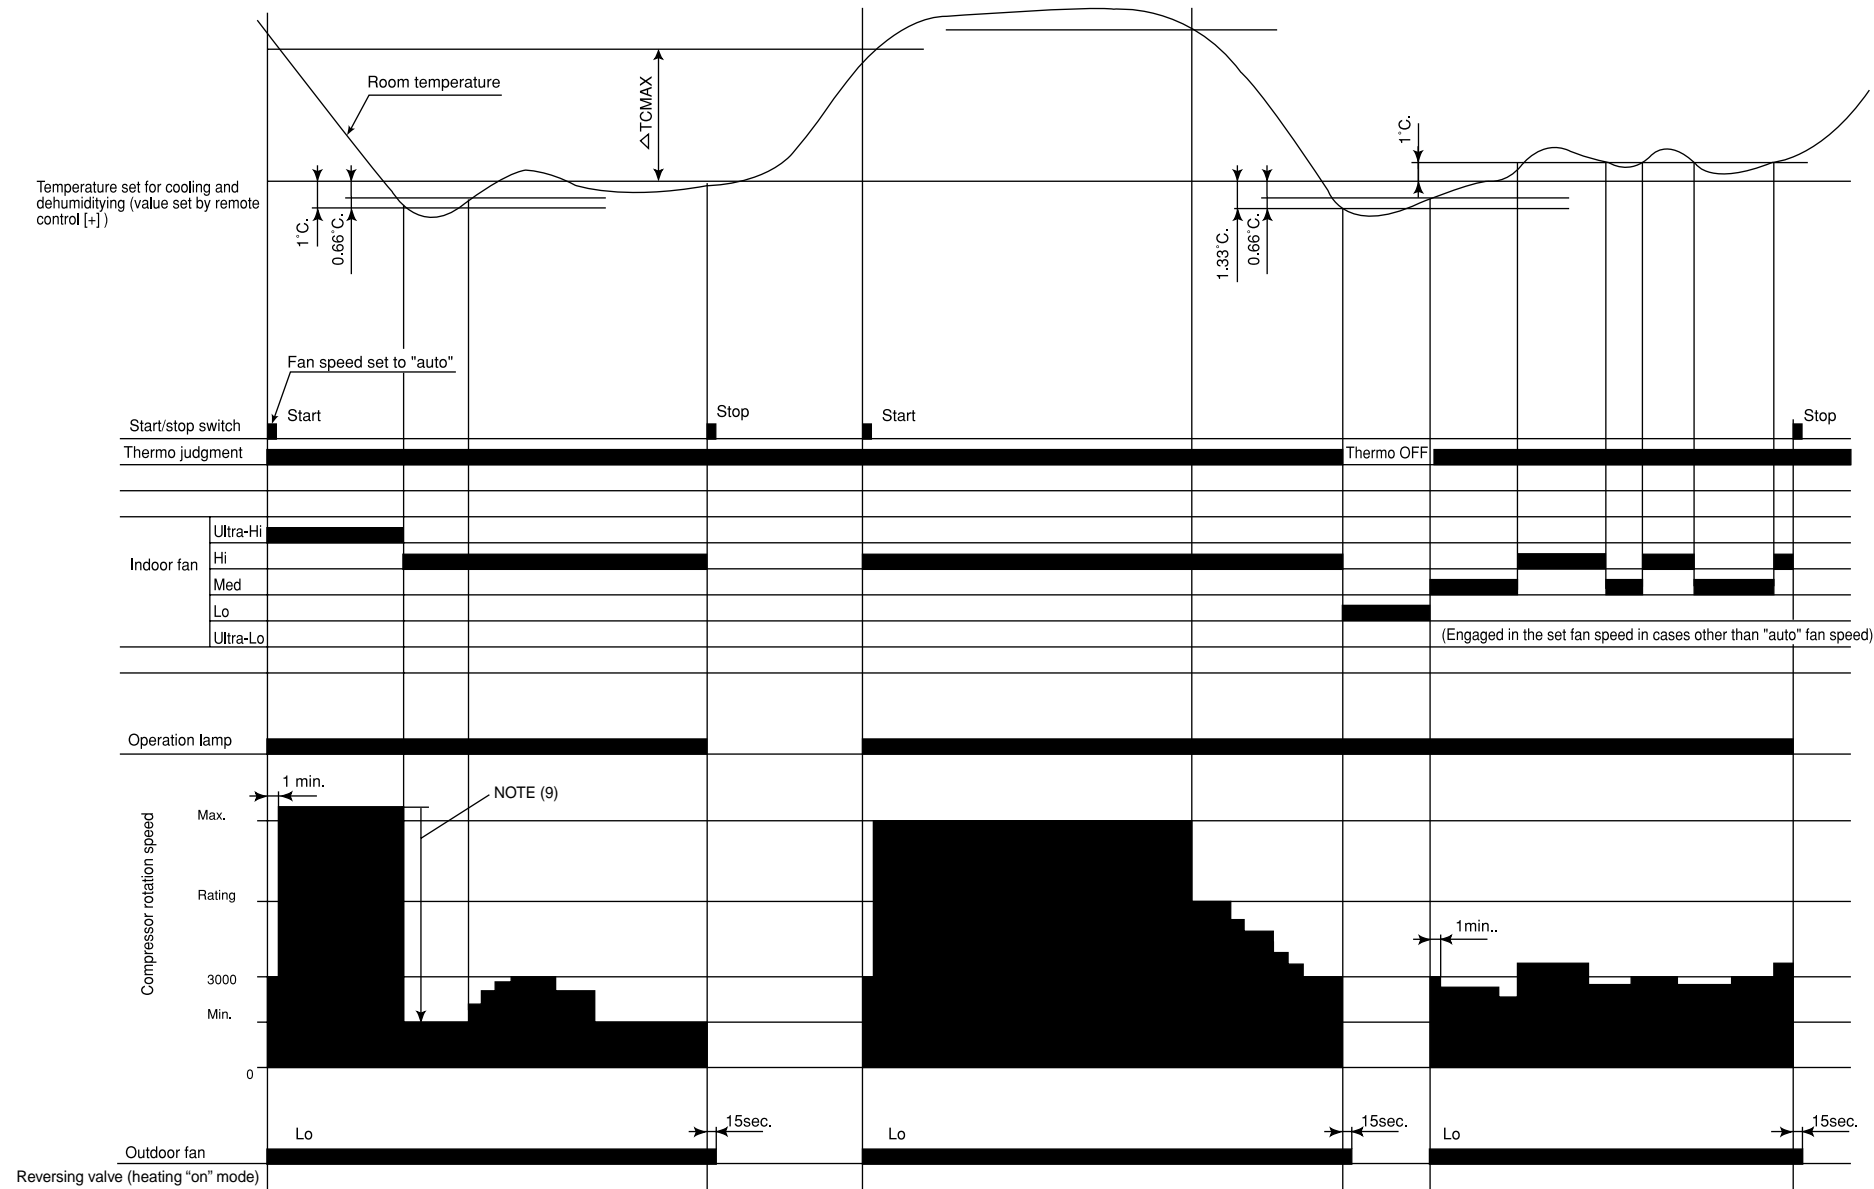 Room temperature
△TCMAX
1˚C.
Temperature set for cooling and
dehumiditying (value set by remote
control [+] )
1˚C.
0.66˚C.
1.33˚C.
0.66˚C.
Fan speed set to "auto"
Start/stop switch
Start
Stop
Start
Stop
Thermo judgment
Thermo OFF
Indoor fan
Ultra-Hi
Hi
Med
Lo
Ultra-Lo
(Engaged in the set fan speed in cases other than "auto" fan speed)
Operation lamp
1 min.
NOTE (9)
Compressor rotation speed
Max.
Rating
3000
Min.
0
1min..
Lo
15sec.
Lo
15sec.
Lo
15sec.
Outdoor fan
Reversing valve (heating “on” mode)